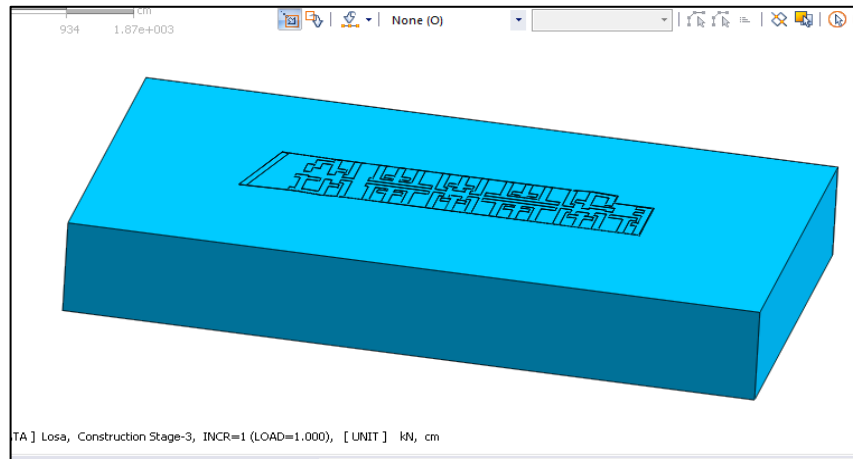 cm
None (O)
934 1.87e+003
TA ] Losa, Construction Stage-3, INCR=1 (LOAD=1.000), [ UNIT ] kN, cm